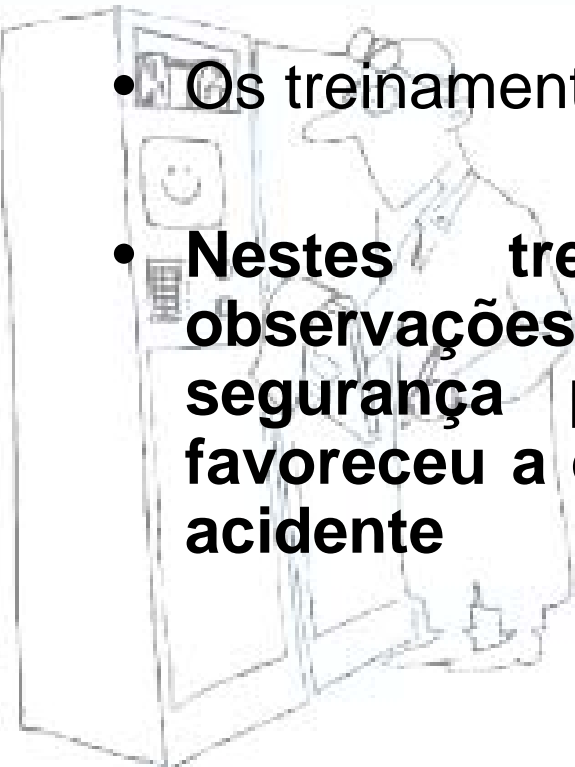 • Os treinament
• Nestes tre
observações
segurança p
favoreceu a
acidente